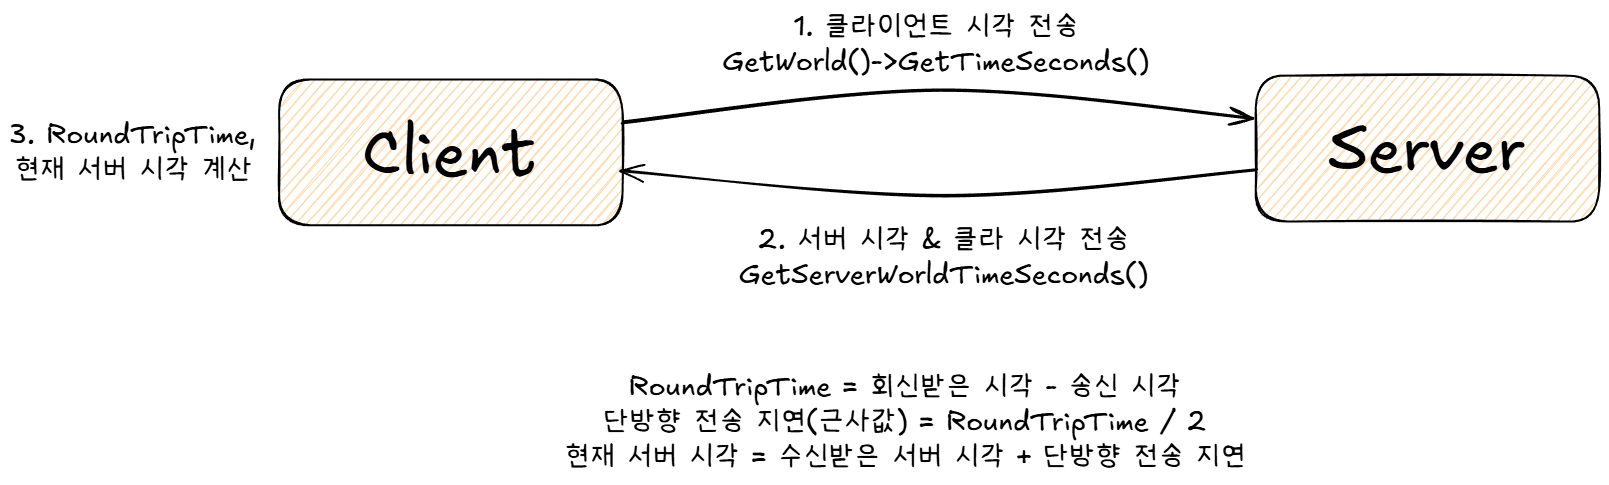 1. 클라이언트 시각 전송
GetWorld()->GetTimeSeconds()
3. RoundTripTime,
현재 서버 시각 계산
Client
Server
2. 서버 시각 & 클라 시각 전송
GetServerWorldTimeSeconds()
RoundTripTime = 회신받은 시각 - 송신 시각
단방향 전송 지연(근사값) = RoundTripTime / 2
현재 서버 시각 = 수신받은 서버 시각 + 단방향 전송 지연